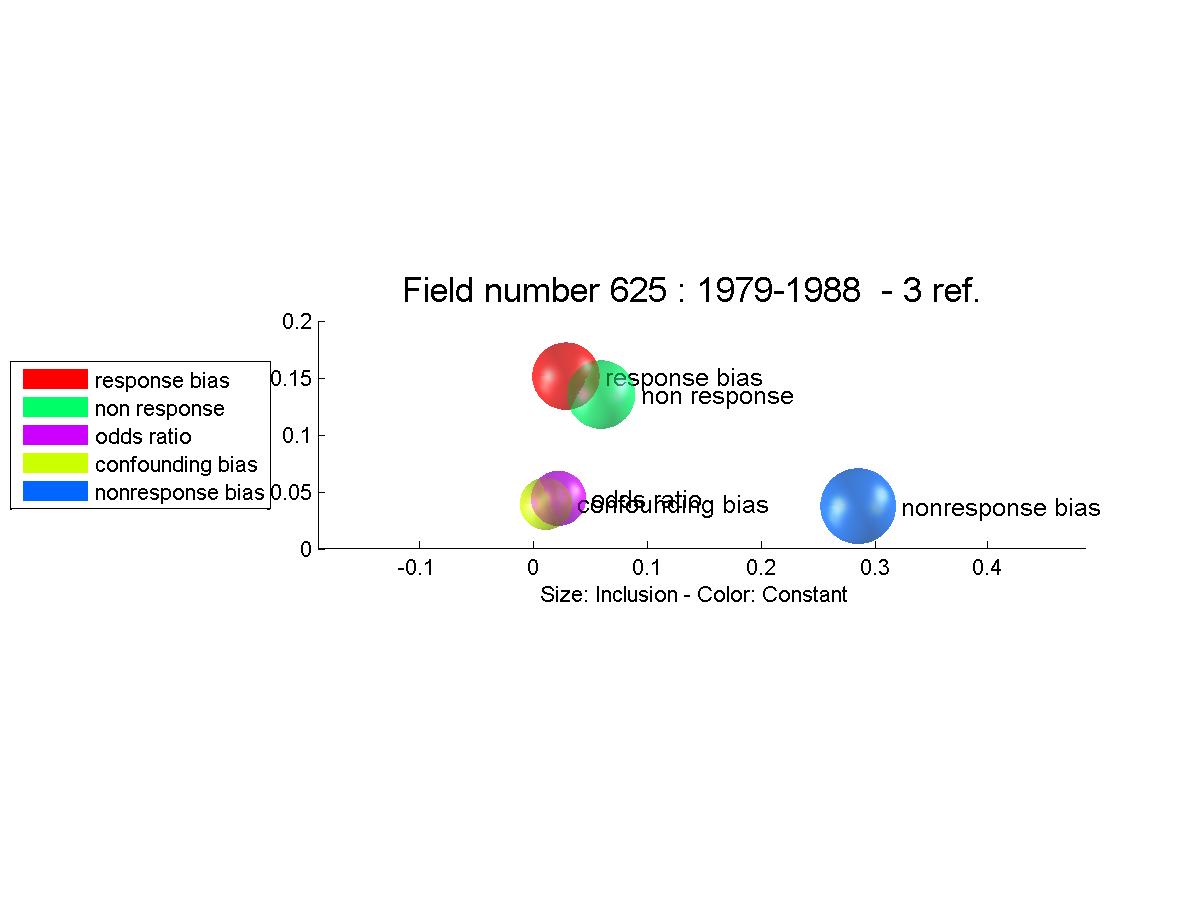 Field number 625 : 1979-1988 - 3 ref.
0.2
0.15
0.1
0.05
0
response bias
non response
odds ratio
confounding bias
nonresponse bias
response bias
non response
odds ratio
confounding bias
nonresponse bias
-0.1 0 0.1 0.2 0.3 0.4
Size: Inclusion - Color: Constant